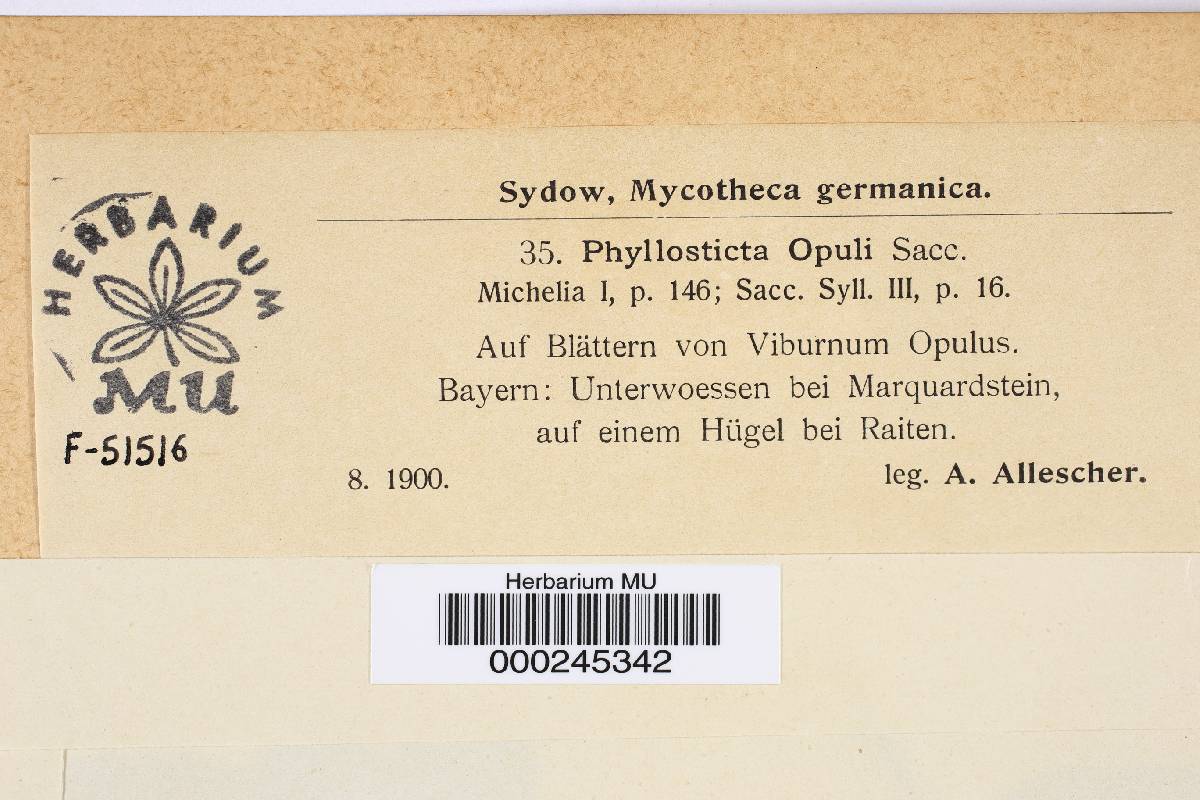 Sydow, Mycotheca germanica.
35. Phyllosticta Opuli Sacc.
Michelia I, p. 146; Sacc. Syll. III, p. 16.
Auf Blättern von Viburnum Opulus.
Bayern: Unterwoessen bei Marquardstein,
auf einem Hügel bei Raiten.
8. 1900.
leg. A. Allescher.
HERBARIUM
MU
F-51516
Herbarium MU
000245342